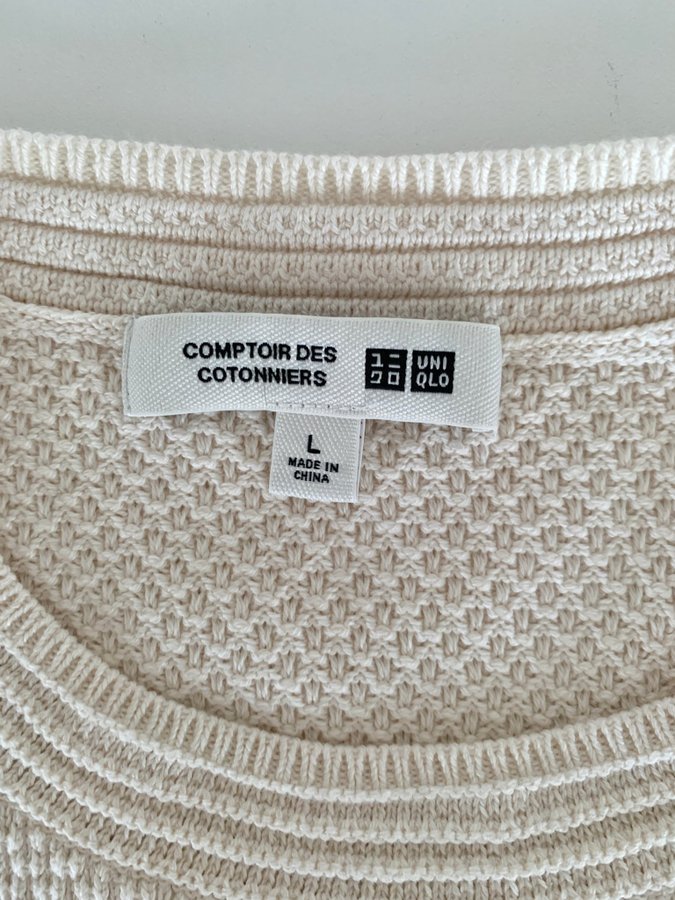 COMPTOIR DES
COTONNIERS
ユニ
クロ
UNI
QLO
L
MADE IN
CHINA